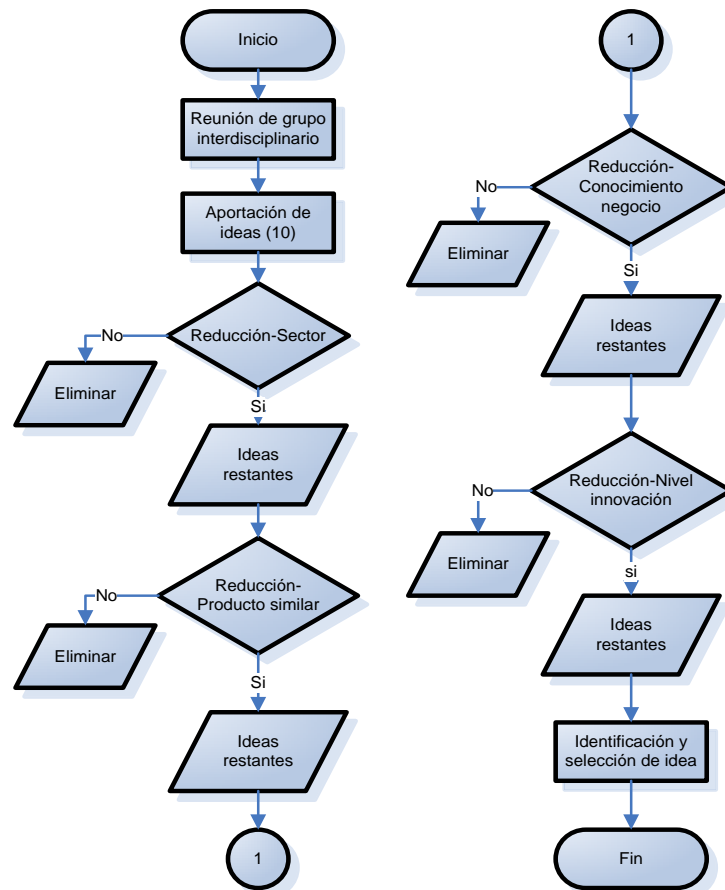 Inicio
Reunión de grupo
interdisciplinario
Aportación de
ideas (10)
Reducción-Sector
No
Eliminar
Si
Ideas
restantes
Reducción-
Producto similar
No
Eliminar
Si
Ideas
restantes
1
1
Reducción-
Conocimiento
negocio
No
Eliminar
Si
Ideas
restantes
Reducción-Nivel
innovación
No
Eliminar
si
Ideas
restantes
Identificación y
selección de idea
Fin